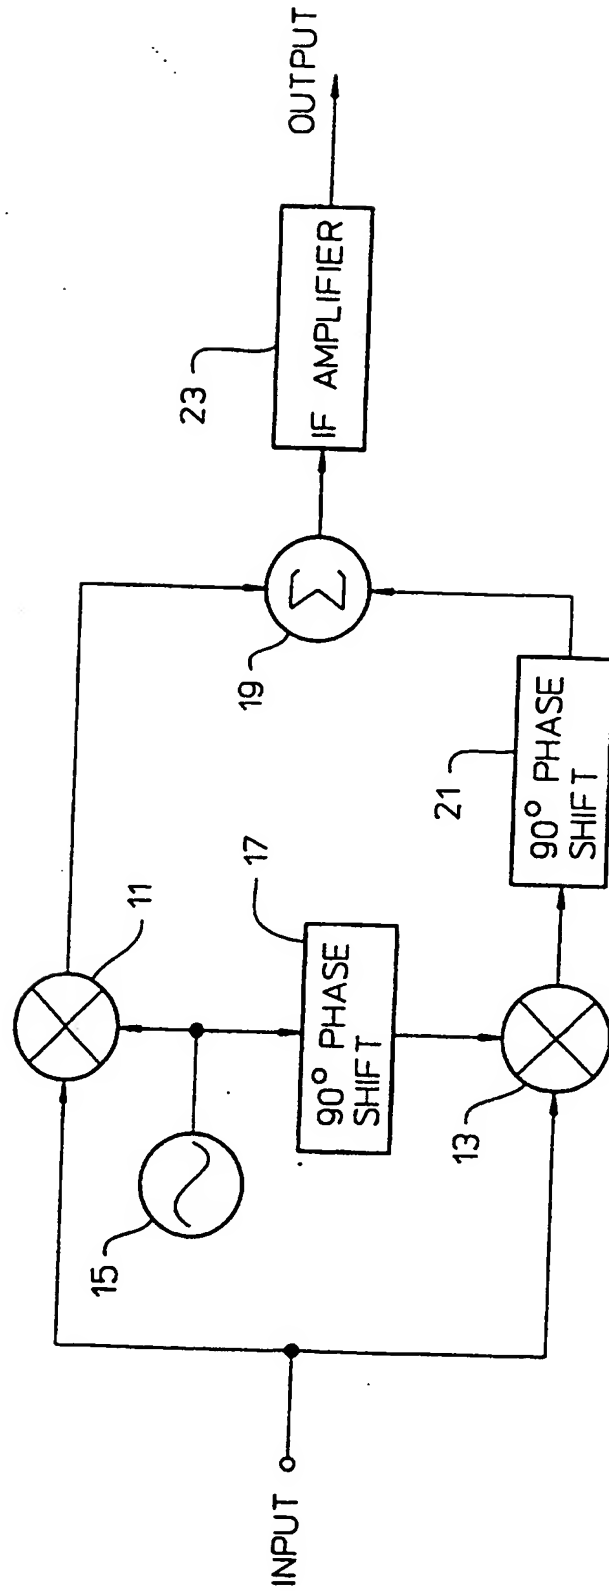 INPUT
15
11
17
90° PHASE
SHIFT
13
19
Σ
21
90° PHASE
SHIFT
23
IF AMPLIFIER
OUTPUT